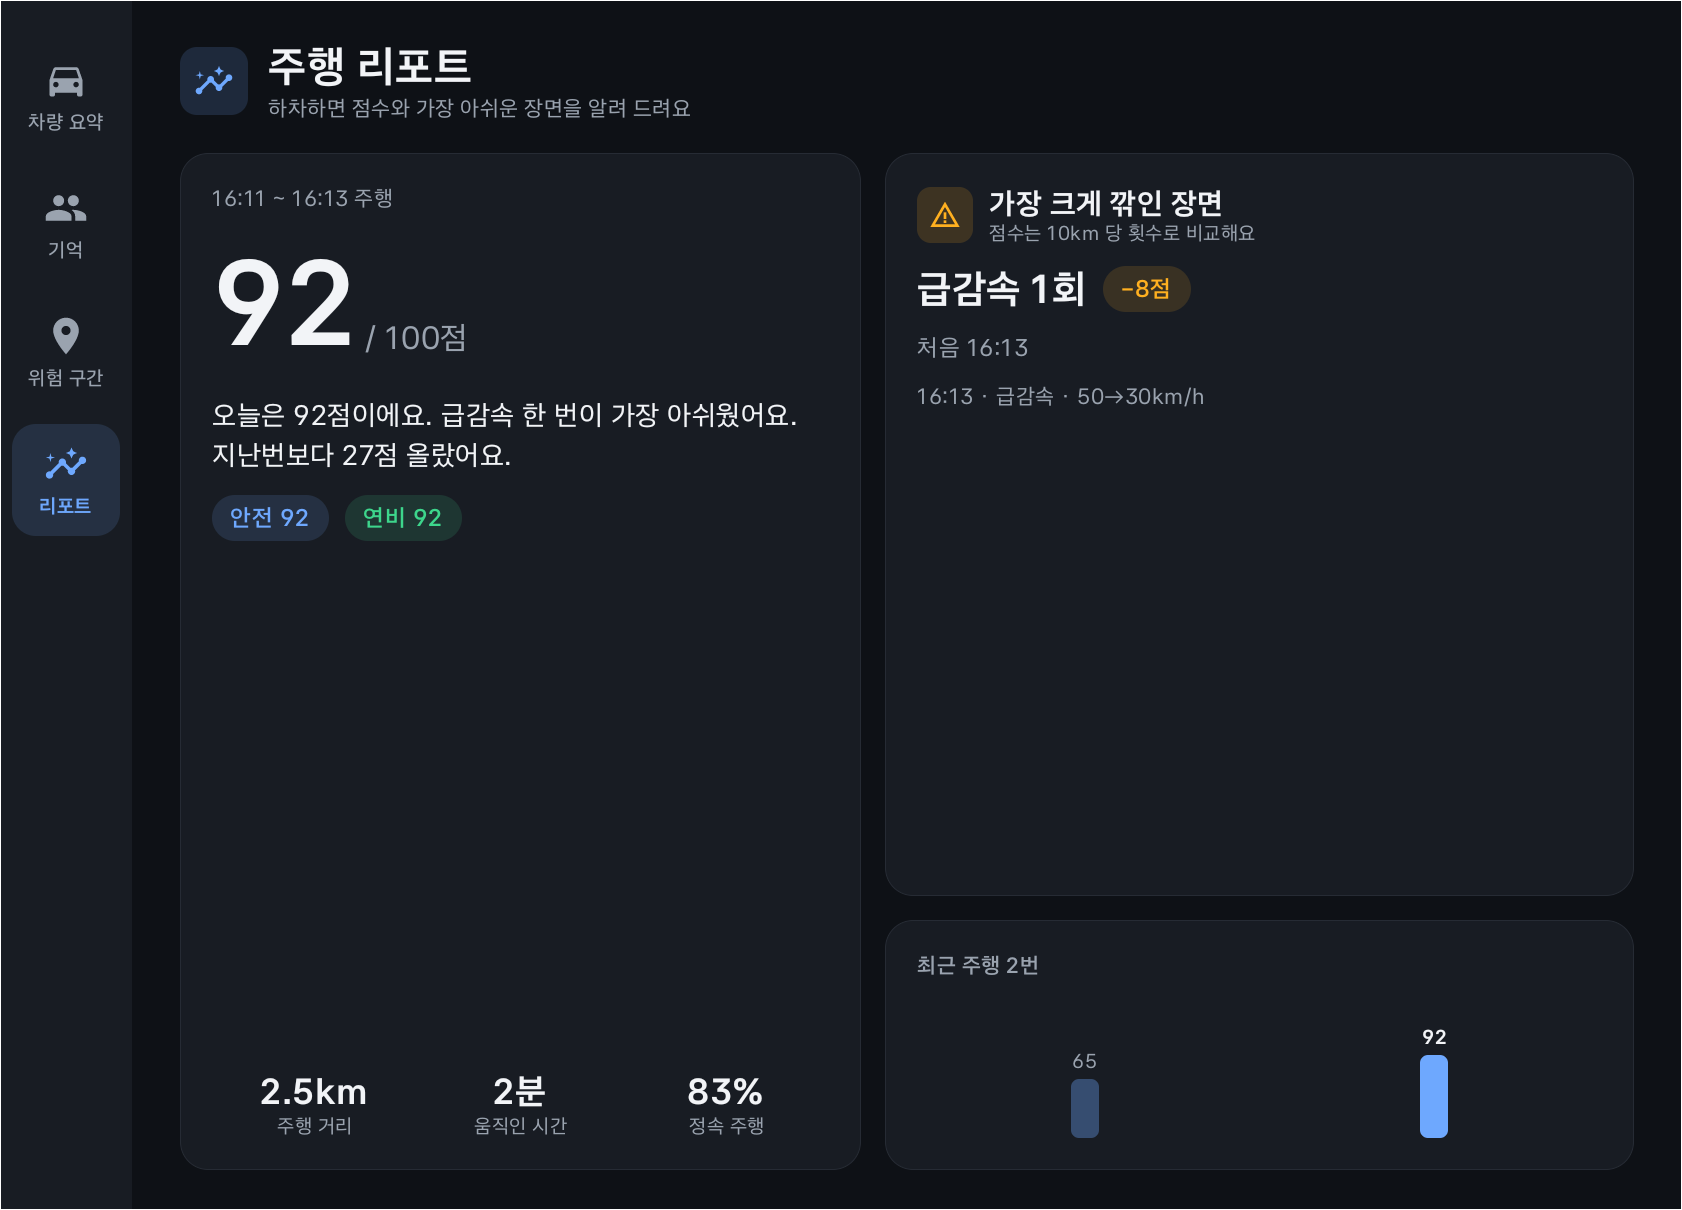 차량 요약
기억
위험 구간
리포트
주행 리포트
하차하면 점수와 가장 아쉬운 장면을 알려 드려요
16:11 ~ 16:13 주행
92 / 100점
오늘은 92점이에요. 급감속 한 번이 가장 아쉬웠어요.
지난번보다 27점 올랐어요.
안전 92
연비 92
2.5km
주행 거리
2분
움직인 시간
83%
정속 주행
가장 크게 깎인 장면
점수는 10km 당 횟수로 비교해요
급감속 1회
-8점
처음 16:13
16:13 · 급감속 · 50→30km/h
최근 주행 2번
65
92